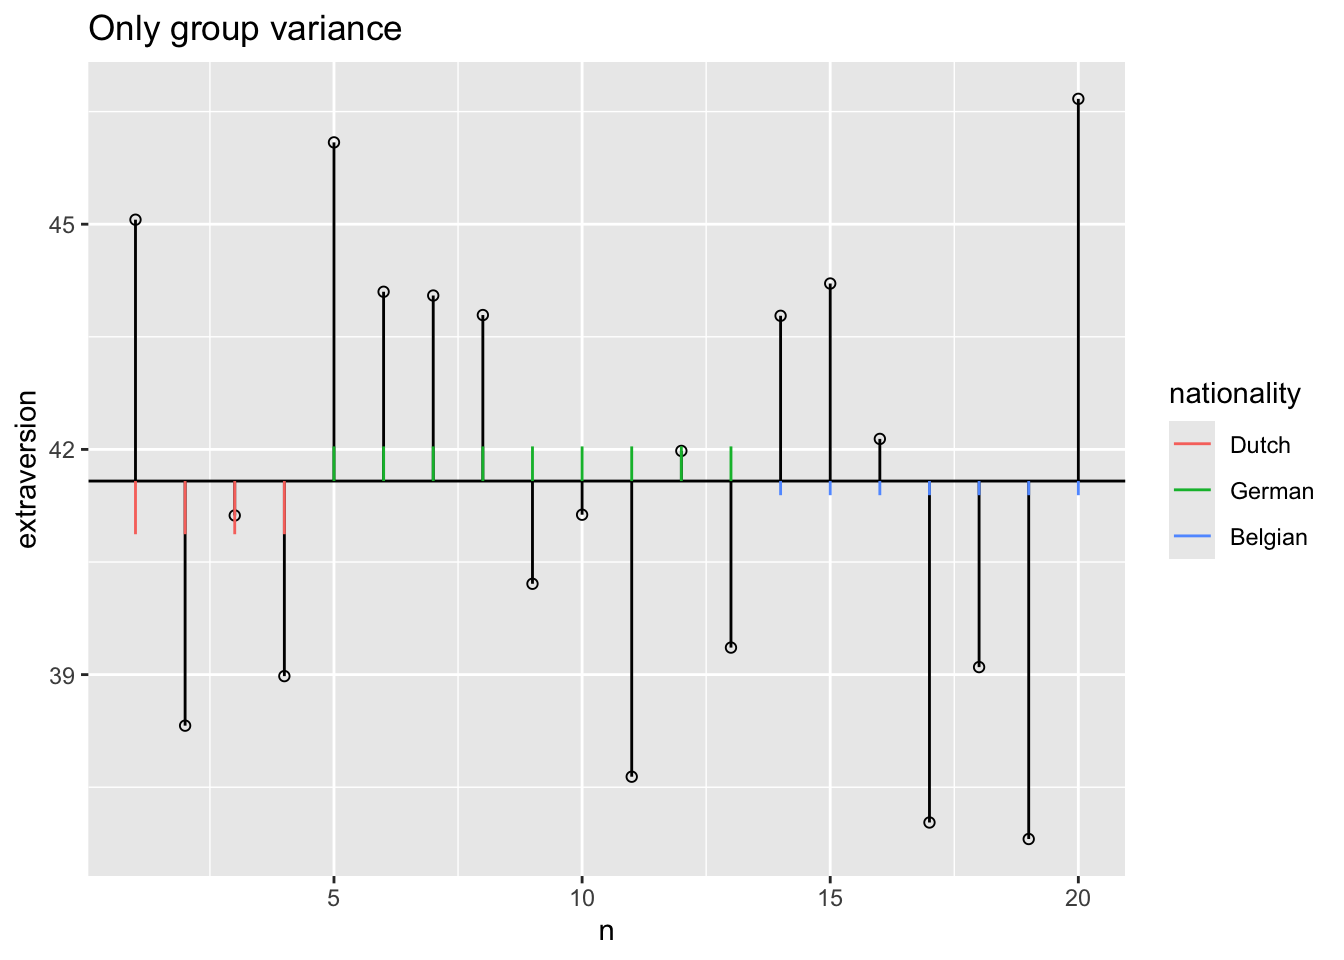 Only group variance
extraversion
45
42
39
5 10 15 20
n
nationality
Dutch
German
Belgian